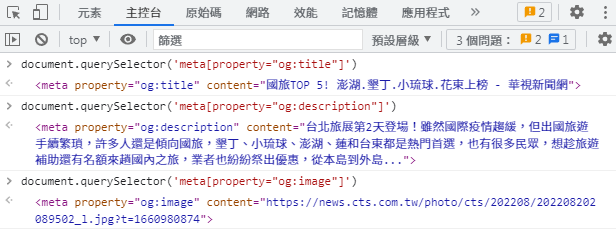 元素 主控台 原始碼 網路 效能 記憶體 應用程式 » 2
top ▾ 篩選 預設層級 ▾ 3 個問題： 2 1
> document.querySelector('meta[property="og:title"]')
<meta property="og:title" content="國旅TOP 5! 澎湖.墾丁.小琉球.花東上榜 - 華視新聞網">
> document.querySelector('meta[property="og:description"]')
<meta property="og:description" content="台北旅展第2天登場！雖然國際疫情趨緩，但出國旅遊
手續繁瑣，許多人還是傾向國旅，墾丁、小琉球、澎湖、蓮和台東都是熱門首選，也有很多民眾，想趁旅遊
補助還有名額來趟國內之旅，業者也紛紛祭出優惠，從本島到外島...">
> document.querySelector('meta[property="og:image"]')
<meta property="og:image" content="https://news.cts.com.tw/photo/cts/202208/202208202
089502_l.jpg?t=1660980874">